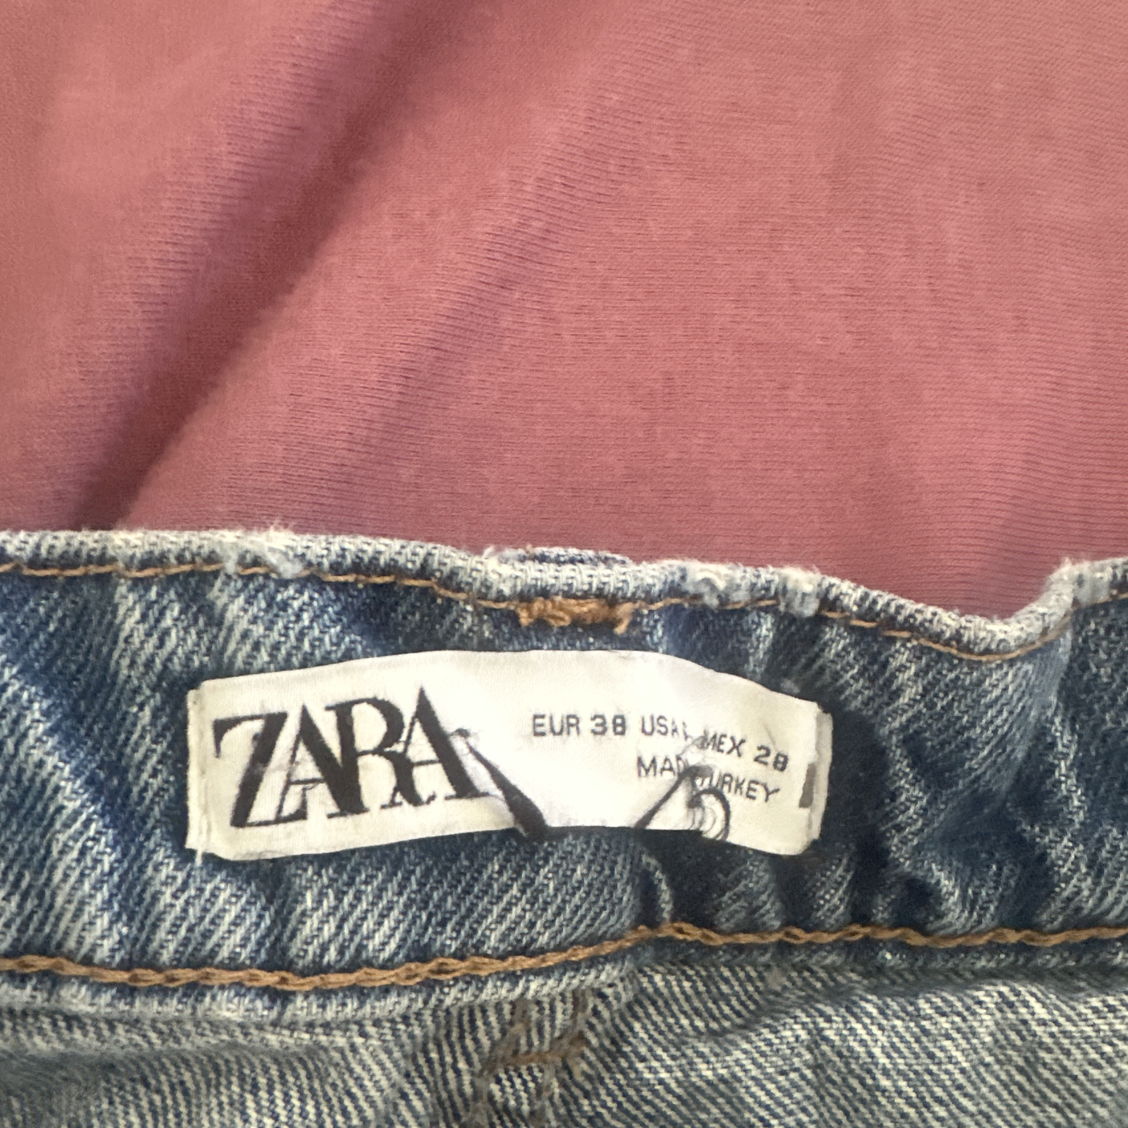 ZARA
EUR 38 USA MEX 28
TURKEY